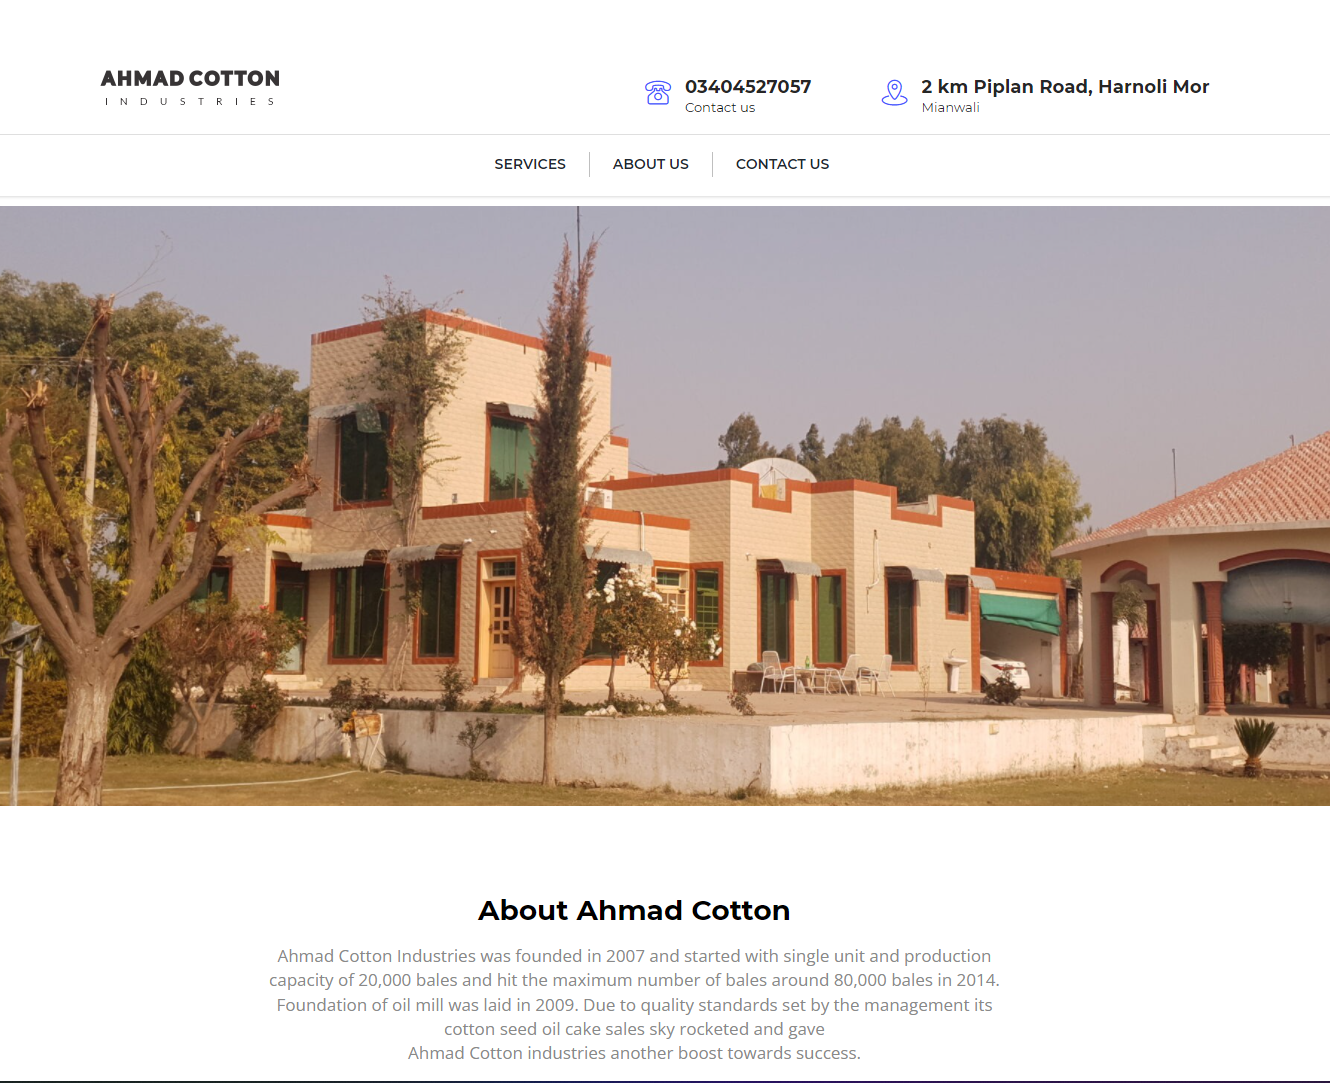 AHMAD COTTON
INDUSTRIES
03404527057
Contact us
2 km Piplan Road, Harnoli Mor
Mianwali
SERVICES
ABOUT US
CONTACT US
About Ahmad Cotton
Ahmad Cotton Industries was founded in 2007 and started with single unit and production
capacity of 20,000 bales and hit the maximum number of bales around 80,000 bales in 2014.
Foundation of oil mill was laid in 2009. Due to quality standards set by the management its
cotton seed oil cake sales sky rocketed and gave
Ahmad Cotton industries another boost towards success.